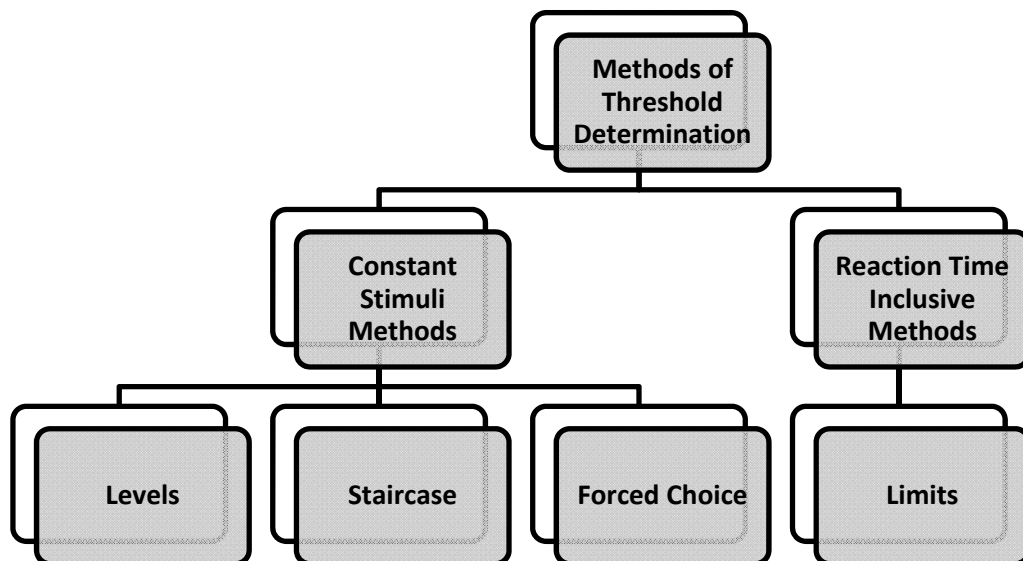 Methods of
Threshold
Determination
Constant
Stimuli
Methods
Reaction Time
Inclusive
Methods
Levels
Staircase
Forced Choice
Limits